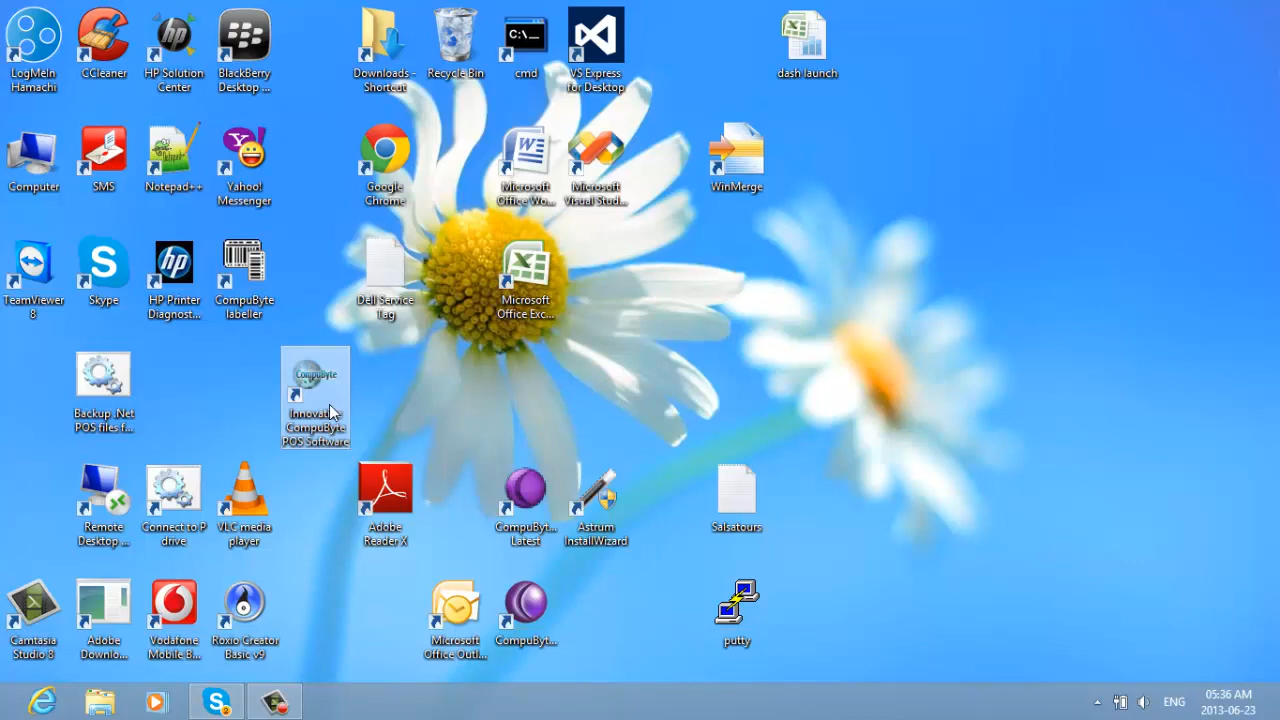 LogMeIn
Hamachi
CCleaner
HP Solution
Center
BlackBerry
Desktop ...
Downloads -
Shortcut
Recycle Bin
C:\_
cmd
VS Express
for Desktop
dash launch
Computer
SMS
Notepad++
Yahoo!
Messenger
Google
Chrome
Microsoft
Office Wo...
Microsoft
Visual Stud...
WinMerge
TeamViewer
8
Skype
HP Printer
Diagnost...
CompuByte
labeller
Dell Service
Tag
Microsoft
Office Exc...
Backup .Net
POS files f...
CompuByte
CompuByte
POS Software
Remote
Desktop ...
Connect to P
drive
VLC media
player
Adobe
Reader X
CompuByt...
Latest
Astrum
InstallWizard
Salsatours
Camtasia
Studio 8
Adobe
Downlo...
Vodafone
Mobile B...
Roxio Creator
Basic v9
Microsoft
Office Outl...
CompuByt...
putty
2
ENG
05:36 AM
2013-06-23